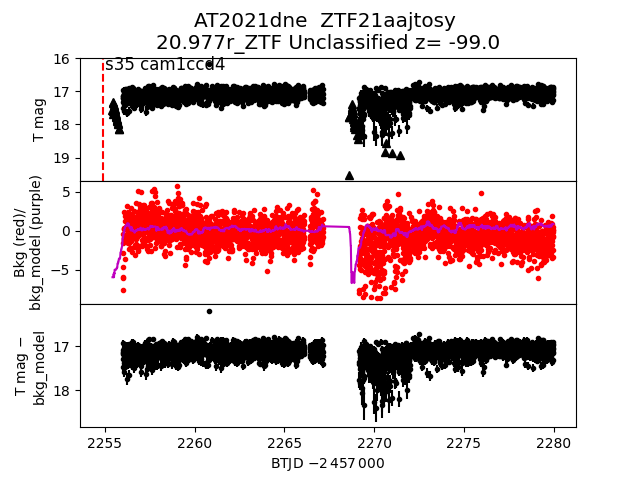 AT2021dne  ZTF21aajtosy
20.977r_ZTF Unclassified z= -99.0
s35 cam1ccd4
T mag
16
17
18
19
Bkg (red)/
bkg_model (purple)
5
0
−5
T mag −
bkg_model
17
18
2255
2260
2265
2270
2275
2280
BTJD −2 457 000